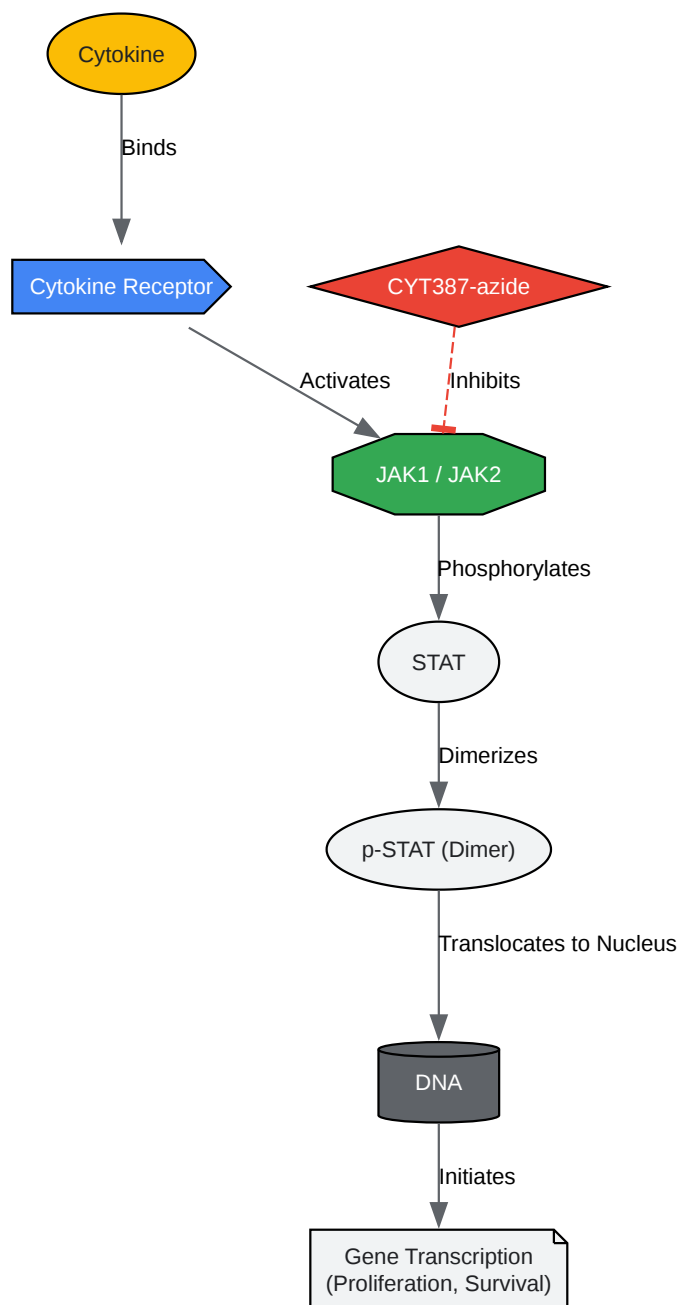 Cytokine
Binds
Cytokine Receptor
CYT387-azide
Activates
Inhibits
JAK1 / JAK2
Phosphorylates
STAT
Dimerizes
p-STAT (Dimer)
Translocates to Nucleus
DNA
Initiates
Gene Transcription
(Proliferation, Survival)